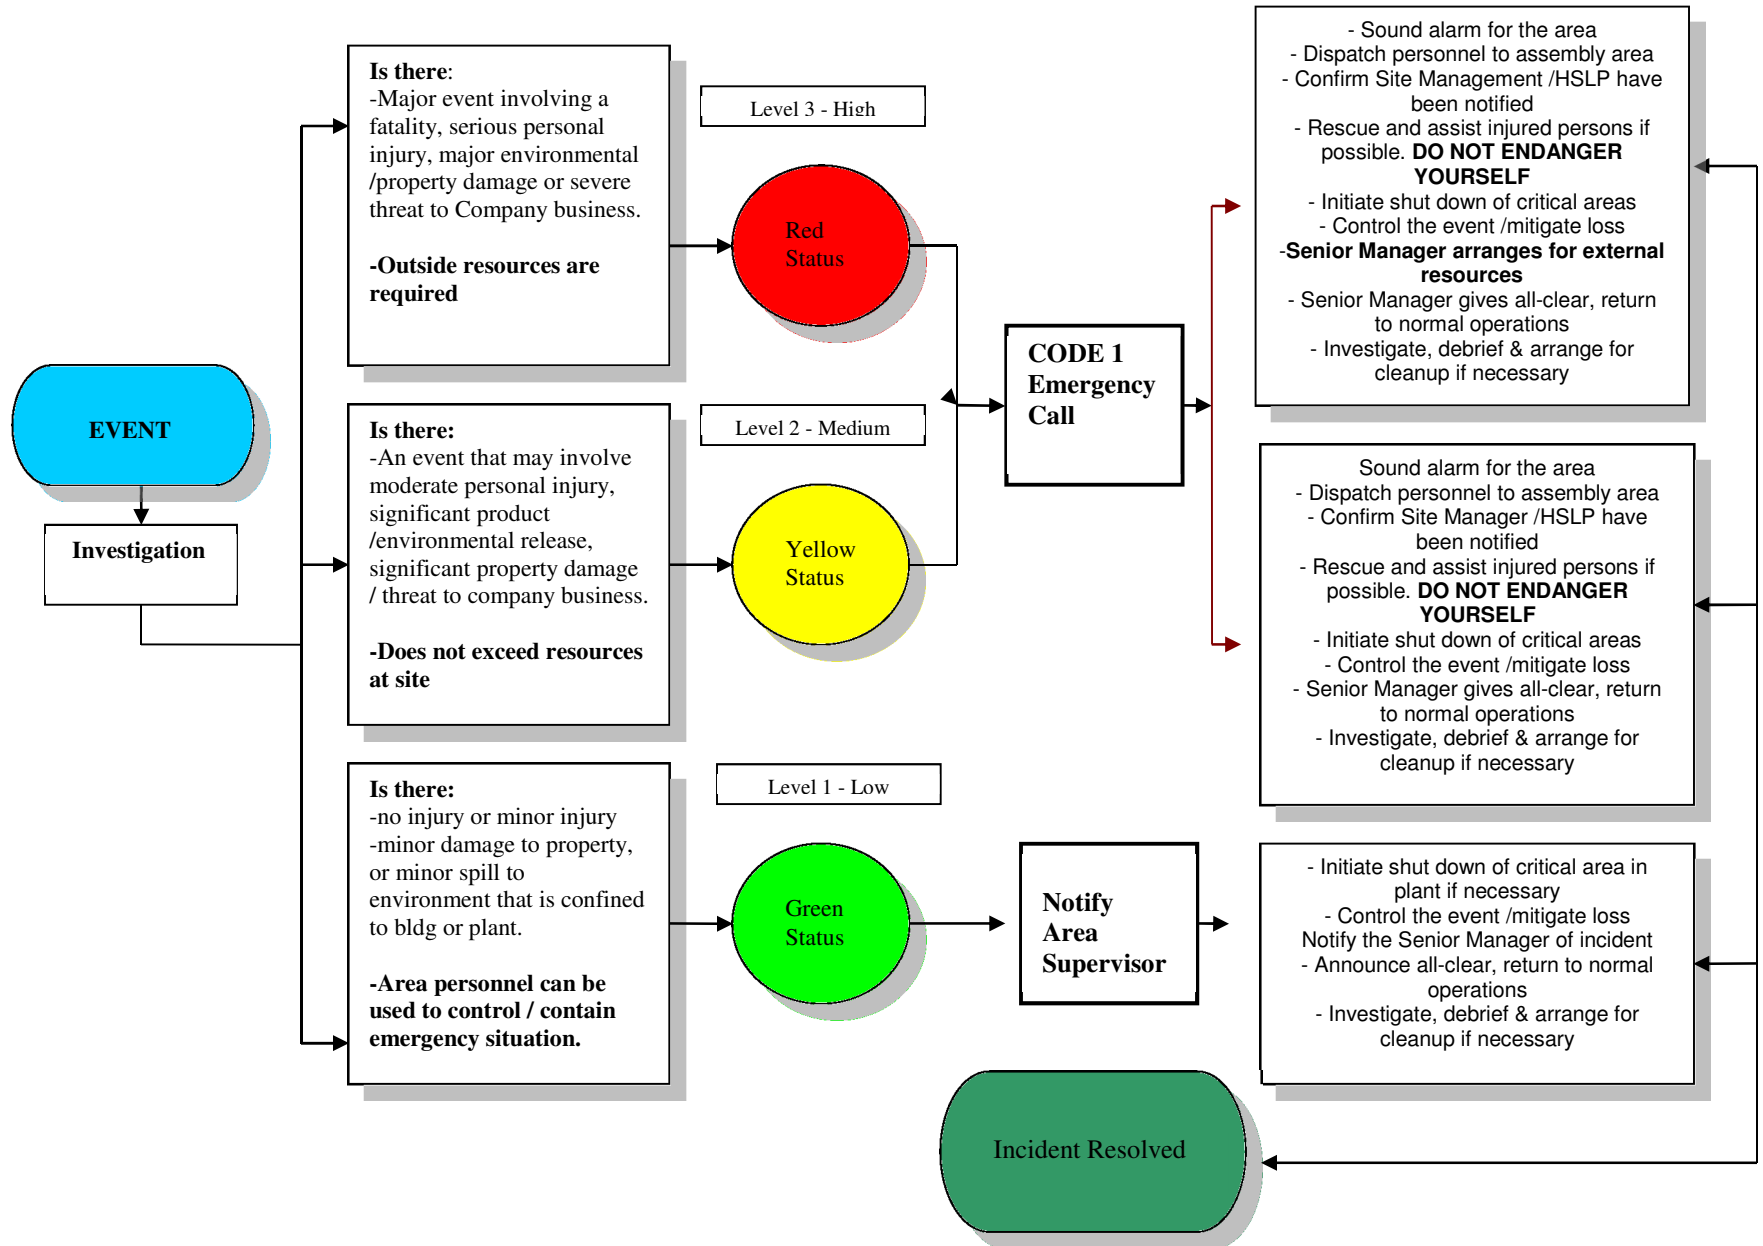 EVENT
Investigation
Is there:
-Major event involving a
fatality, serious personal
injury, major environmental
/property damage or severe
threat to Company business.
-Outside resources are
required
Level 3 - High
Red
Status
Is there:
-An event that may involve
moderate personal injury,
significant product
/environmental release,
significant property damage
/ threat to company business.
-Does not exceed resources
at site
Level 2 - Medium
Yellow
Status
Is there:
-no injury or minor injury
-minor damage to property,
or minor spill to
environment that is confined
to bldg or plant.
-Area personnel can be
used to control / contain
emergency situation.
Level 1 - Low
Green
Status
CODE 1
Emergency
Call
Notify
Area
Supervisor
- Sound alarm for the area
- Dispatch personnel to assembly area
- Confirm Site Management /HSLP have
been notified
- Rescue and assist injured persons if
possible. DO NOT ENDANGER
YOURSELF
- Initiate shut down of critical areas
- Control the event /mitigate loss
-Senior Manager arranges for external
resources
- Senior Manager gives all-clear, return
to normal operations
- Investigate, debrief & arrange for
cleanup if necessary
Sound alarm for the area
- Dispatch personnel to assembly area
- Confirm Site Manager /HSLP have
been notified
- Rescue and assist injured persons if
possible. DO NOT ENDANGER
YOURSELF
- Initiate shut down of critical areas
- Control the event /mitigate loss
- Senior Manager gives all-clear, return
to normal operations
- Investigate, debrief & arrange for
cleanup if necessary
- Initiate shut down of critical area in
plant if necessary
- Control the event /mitigate loss
Notify the Senior Manager of incident
- Announce all-clear, return to normal
operations
- Investigate, debrief & arrange for
cleanup if necessary
Incident Resolved